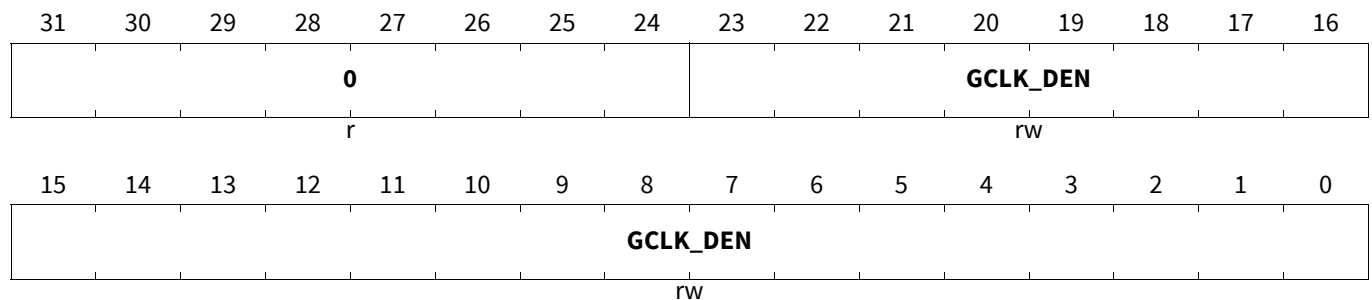 31 30 29 28 27 26 25 24 23 22 21 20 19 18 17 16
0 GCLK_DEN
r rw
15 14 13 12 11 10 9 8 7 6 5 4 3 2 1 0
GCLK_DEN
rw